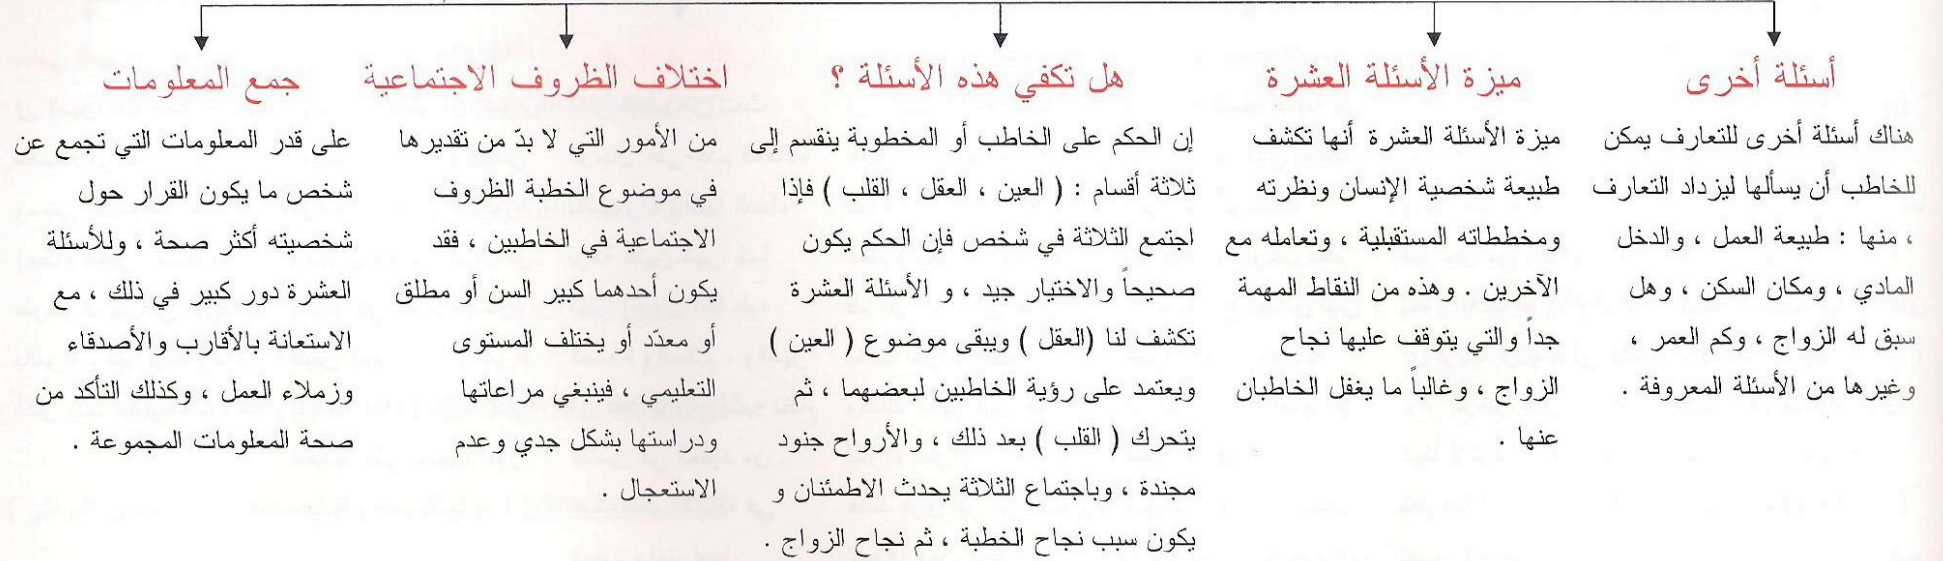 أسئلة أخرى
هناك أسئلة أخرى للتعارف يمكن
للخاطب أن يسألها ليزداد التعارف
، منها : طبيعة العمل ، والدخل
المادي ، ومكان السكن ، وهل
سبق له الزواج ، وكم العمر ،
وغيرها من الأسئلة المعروفة .
ميزة الأسئلة العشرة
ميزة الأسئلة العشرة أنها تكشف
طبيعة شخصية الإنسان ونظرته
ومخططاته المستقبلية ، وتعامله مع
الآخرين . وهذه من النقاط المهمة
جداً والتي يتوقف عليها نجاح
الزواج ، وغالباً ما يغفل الخاطبان
عنها .
هل تكفي هذه الأسئلة ؟
إن الحكم على الخاطب أو المخطوبة ينقسم إلى
ثلاثة أقسام : ( العين ، العقل ، القلب ) فإذا
اجتمع الثلاثة في شخص فإن الحكم يكون
صحيحاً والاختيار جيد ، و الأسئلة العشرة
تكشف لنا (العقل ) ويبقى موضوع ( العين )
ويعتمد على رؤية الخاطبين لبعضهما ، ثم
يتحرك ( القلب ) بعد ذلك ، والأرواح جنود
مجندة ، وباجتماع الثلاثة يحدث الاطمئنان و
يكون سبب نجاح الخطبة ، ثم نجاح الزواج .
اختلاف الظروف الاجتماعية
من الأمور التي لا بدّ من تقديرها
في موضوع الخطبة الظروف
الاجتماعية في الخاطبين ، فقد
يكون أحدهما كبير السن أو مطلق
أو معدّد أو يختلف المستوى
التعليمي ، فينبغي مراعاتها
ودراستها بشكل جدي وعدم
الاستعجال .
جمع المعلومات
على قدر المعلومات التي تجمع عن
شخص ما يكون القرار حول
شخصيته أكثر صحة ، وللأسئلة
العشرة دور كبير في ذلك ، مع
الاستعانة بالأقارب والأصدقاء
وزملاء العمل ، وكذلك التأكد من
صحة المعلومات المجموعة .